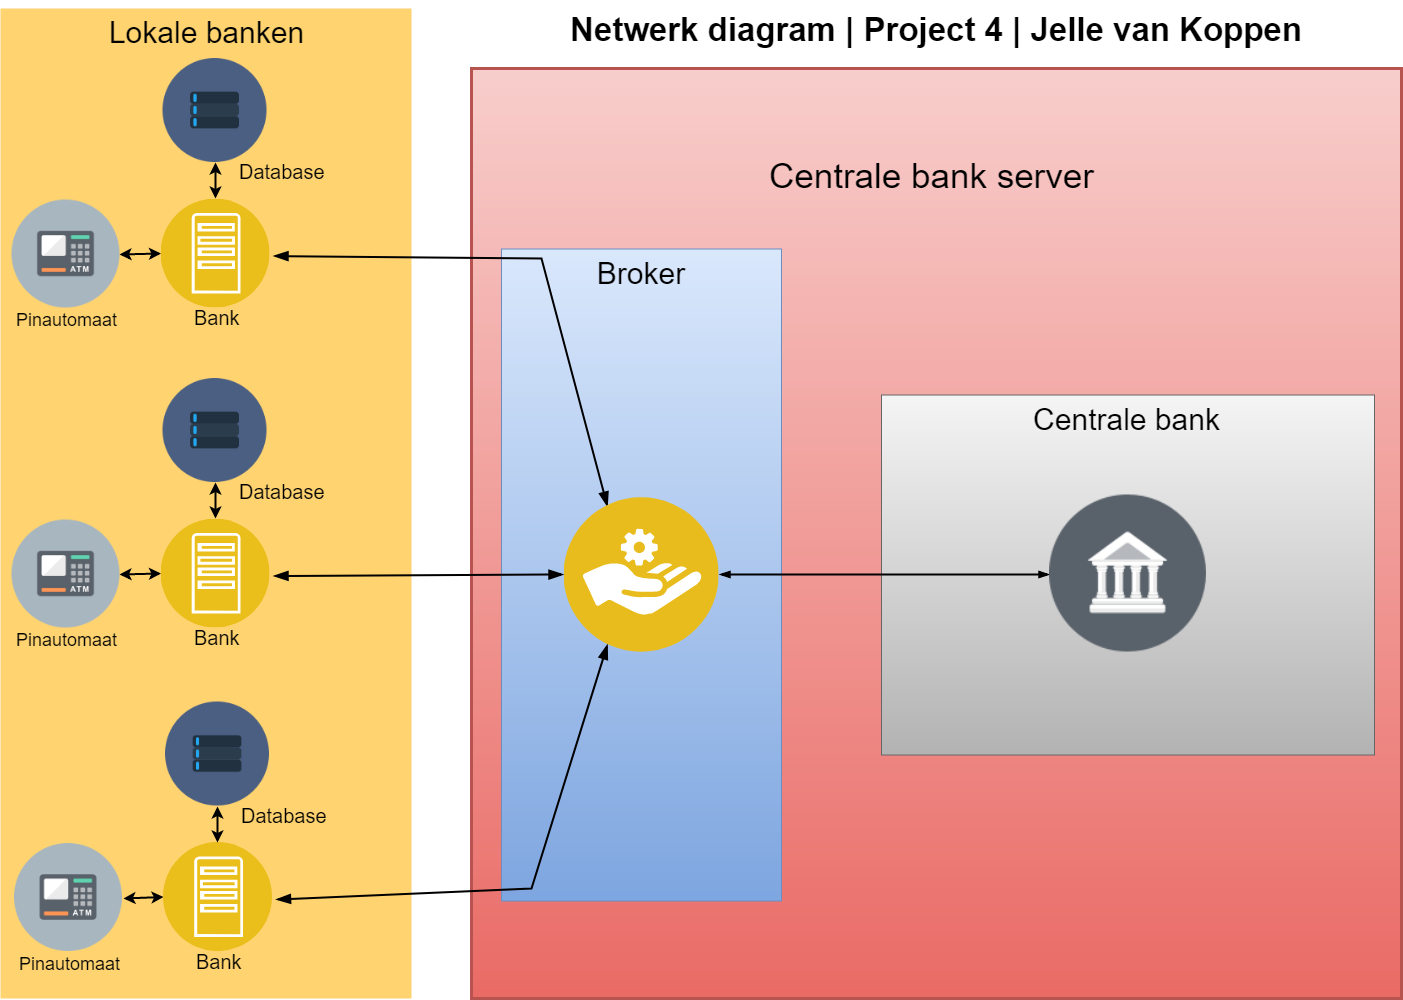 Netwerk diagram | Project 4 | Jelle van Koppen
Lokale banken
Database
ATM
Pinautomaat
Bank
Database
ATM
Pinautomaat
Bank
Database
ATM
Pinautomaat
Bank
Centrale bank server
Broker
Centrale bank